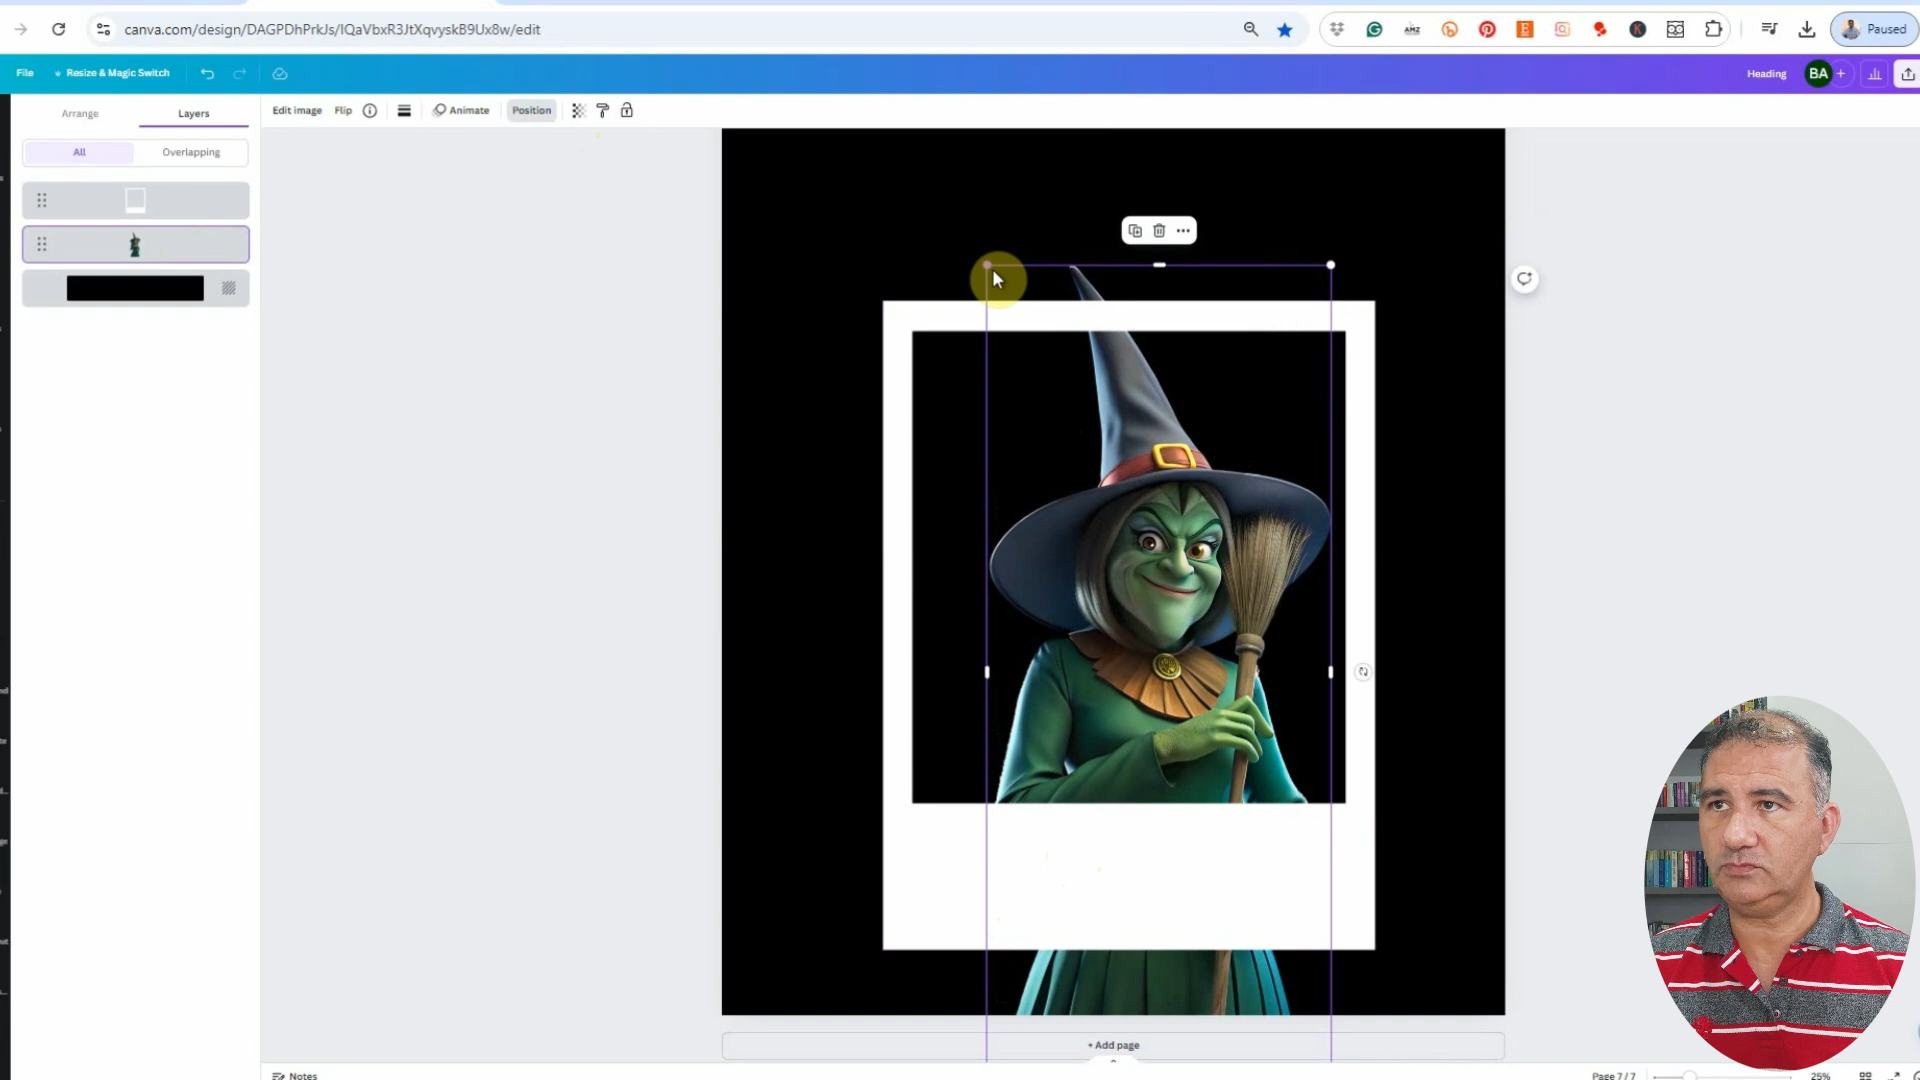 canva.com/design/DAGPDhPrkJs/IQaVbxR3JtXqvyskB9Ux8w/edit
Paused
File
Resize & Magic Switch
Heading
BA
Arrange
Layers
Edit image
Flip
Animate
Position
All
Overlapping
+ Add page
Notes
Page 7/7
25%